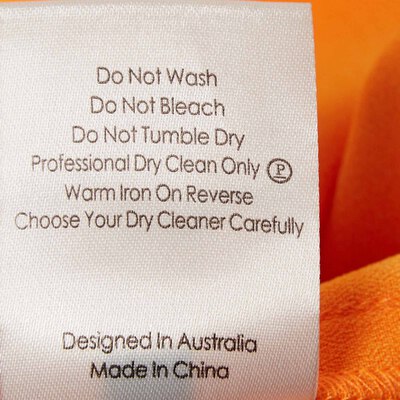 Do Not Wash
Do Not Bleach
Do Not Tumble Dry
Professional Dry Clean Only Ⓟ
Warm Iron On Reverse
Choose Your Dry Cleaner Carefully
Designed In Australia
Made In China